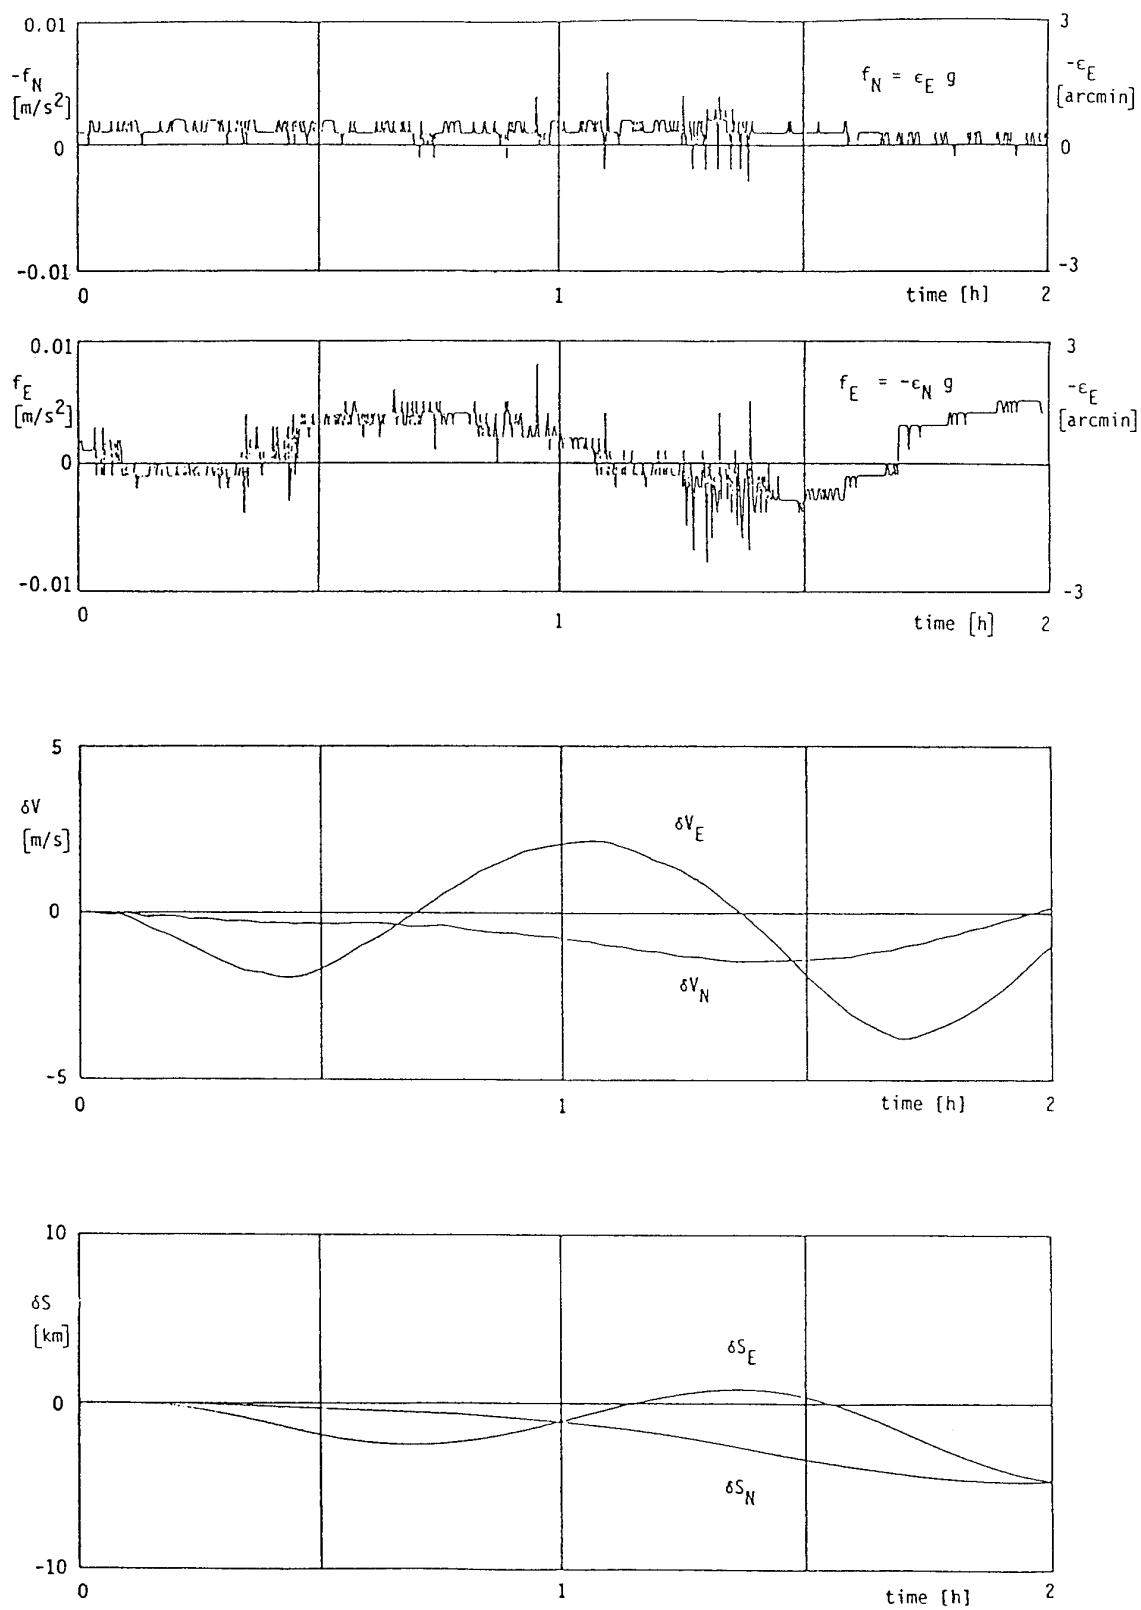 0.01
-f_N
[m/s²]
0
-0.01
3
-ϵ_E
[arcmin]
0
-3
f_N = ϵ_E g
0 1 time [h] 2
0.01
f_E
[m/s²]
0
-0.01
3
-ϵ_E
[arcmin]
0
-3
f_E = -ϵ_N g
0 1 time [h] 2
5
δV
[m/s]
0
-5
δV_E
δV_N
0 1 time [h] 2
10
δS
[km]
0
-10
δS_E
δS_N
0 1 time [h] 2